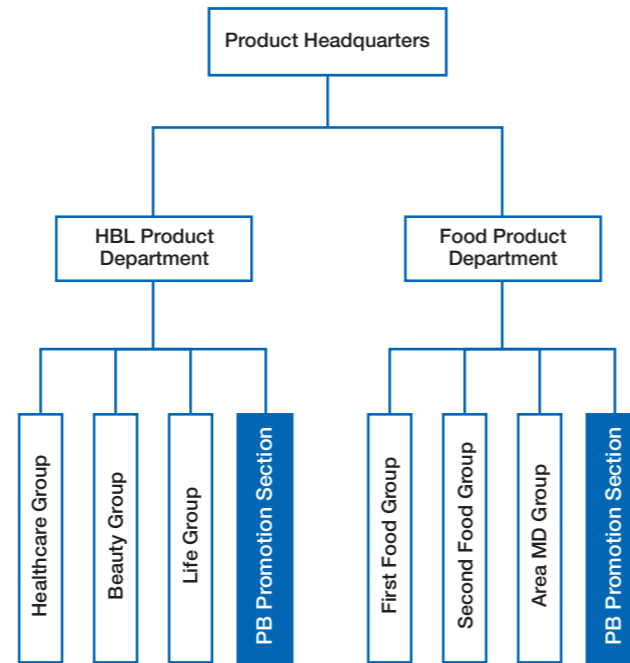 Product Headquarters
HBL Product
Department
Food Product
Department
Healthcare Group
Beauty Group
Life Group
PB Promotion Section
First Food Group
Second Food Group
Area MD Group
PB Promotion Section